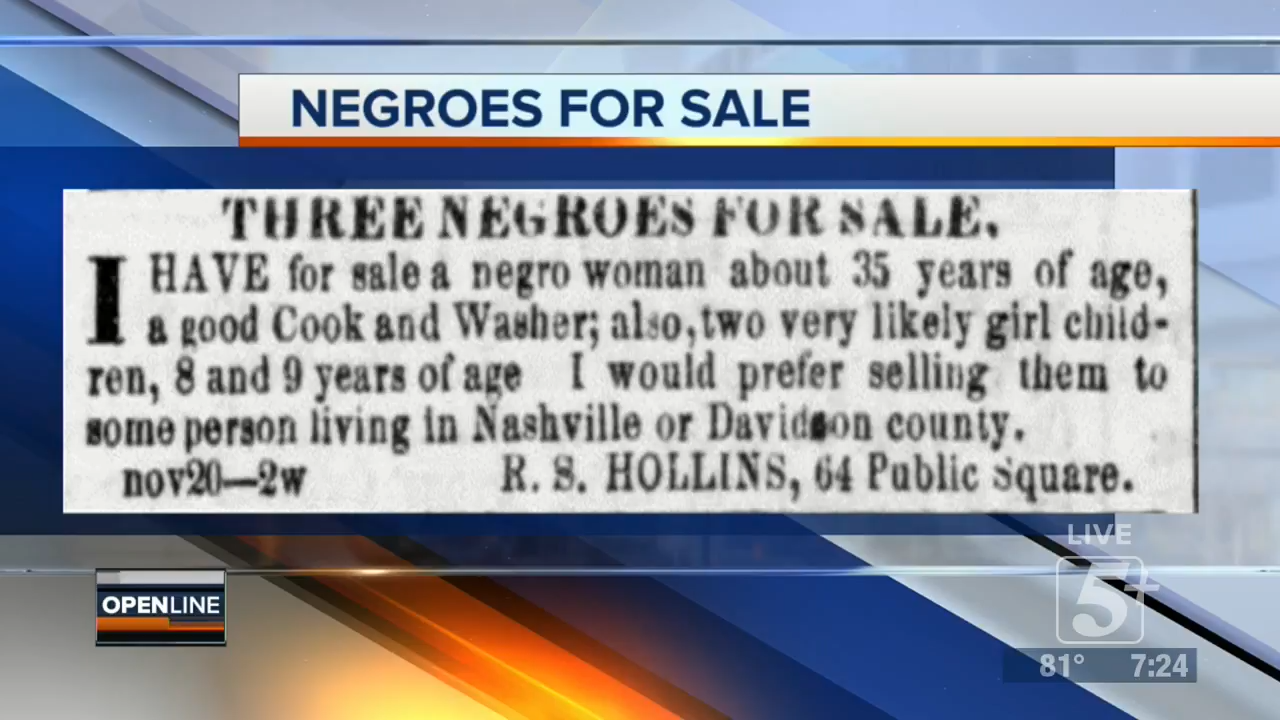 NEGROES FOR SALE
THREE NEGROES FOR SALE.
I HAVE for sale a negro woman about 35 years of age,
a good Cook and Washer; also, two very likely girl child-
ren, 8 and 9 years of age I would prefer selling them to
some person living in Nashville or Davidson county.
nov20—2w R. S. HOLLINS, 64 Public Square.
LIVE
OPENLINE
5+
81° 7:24